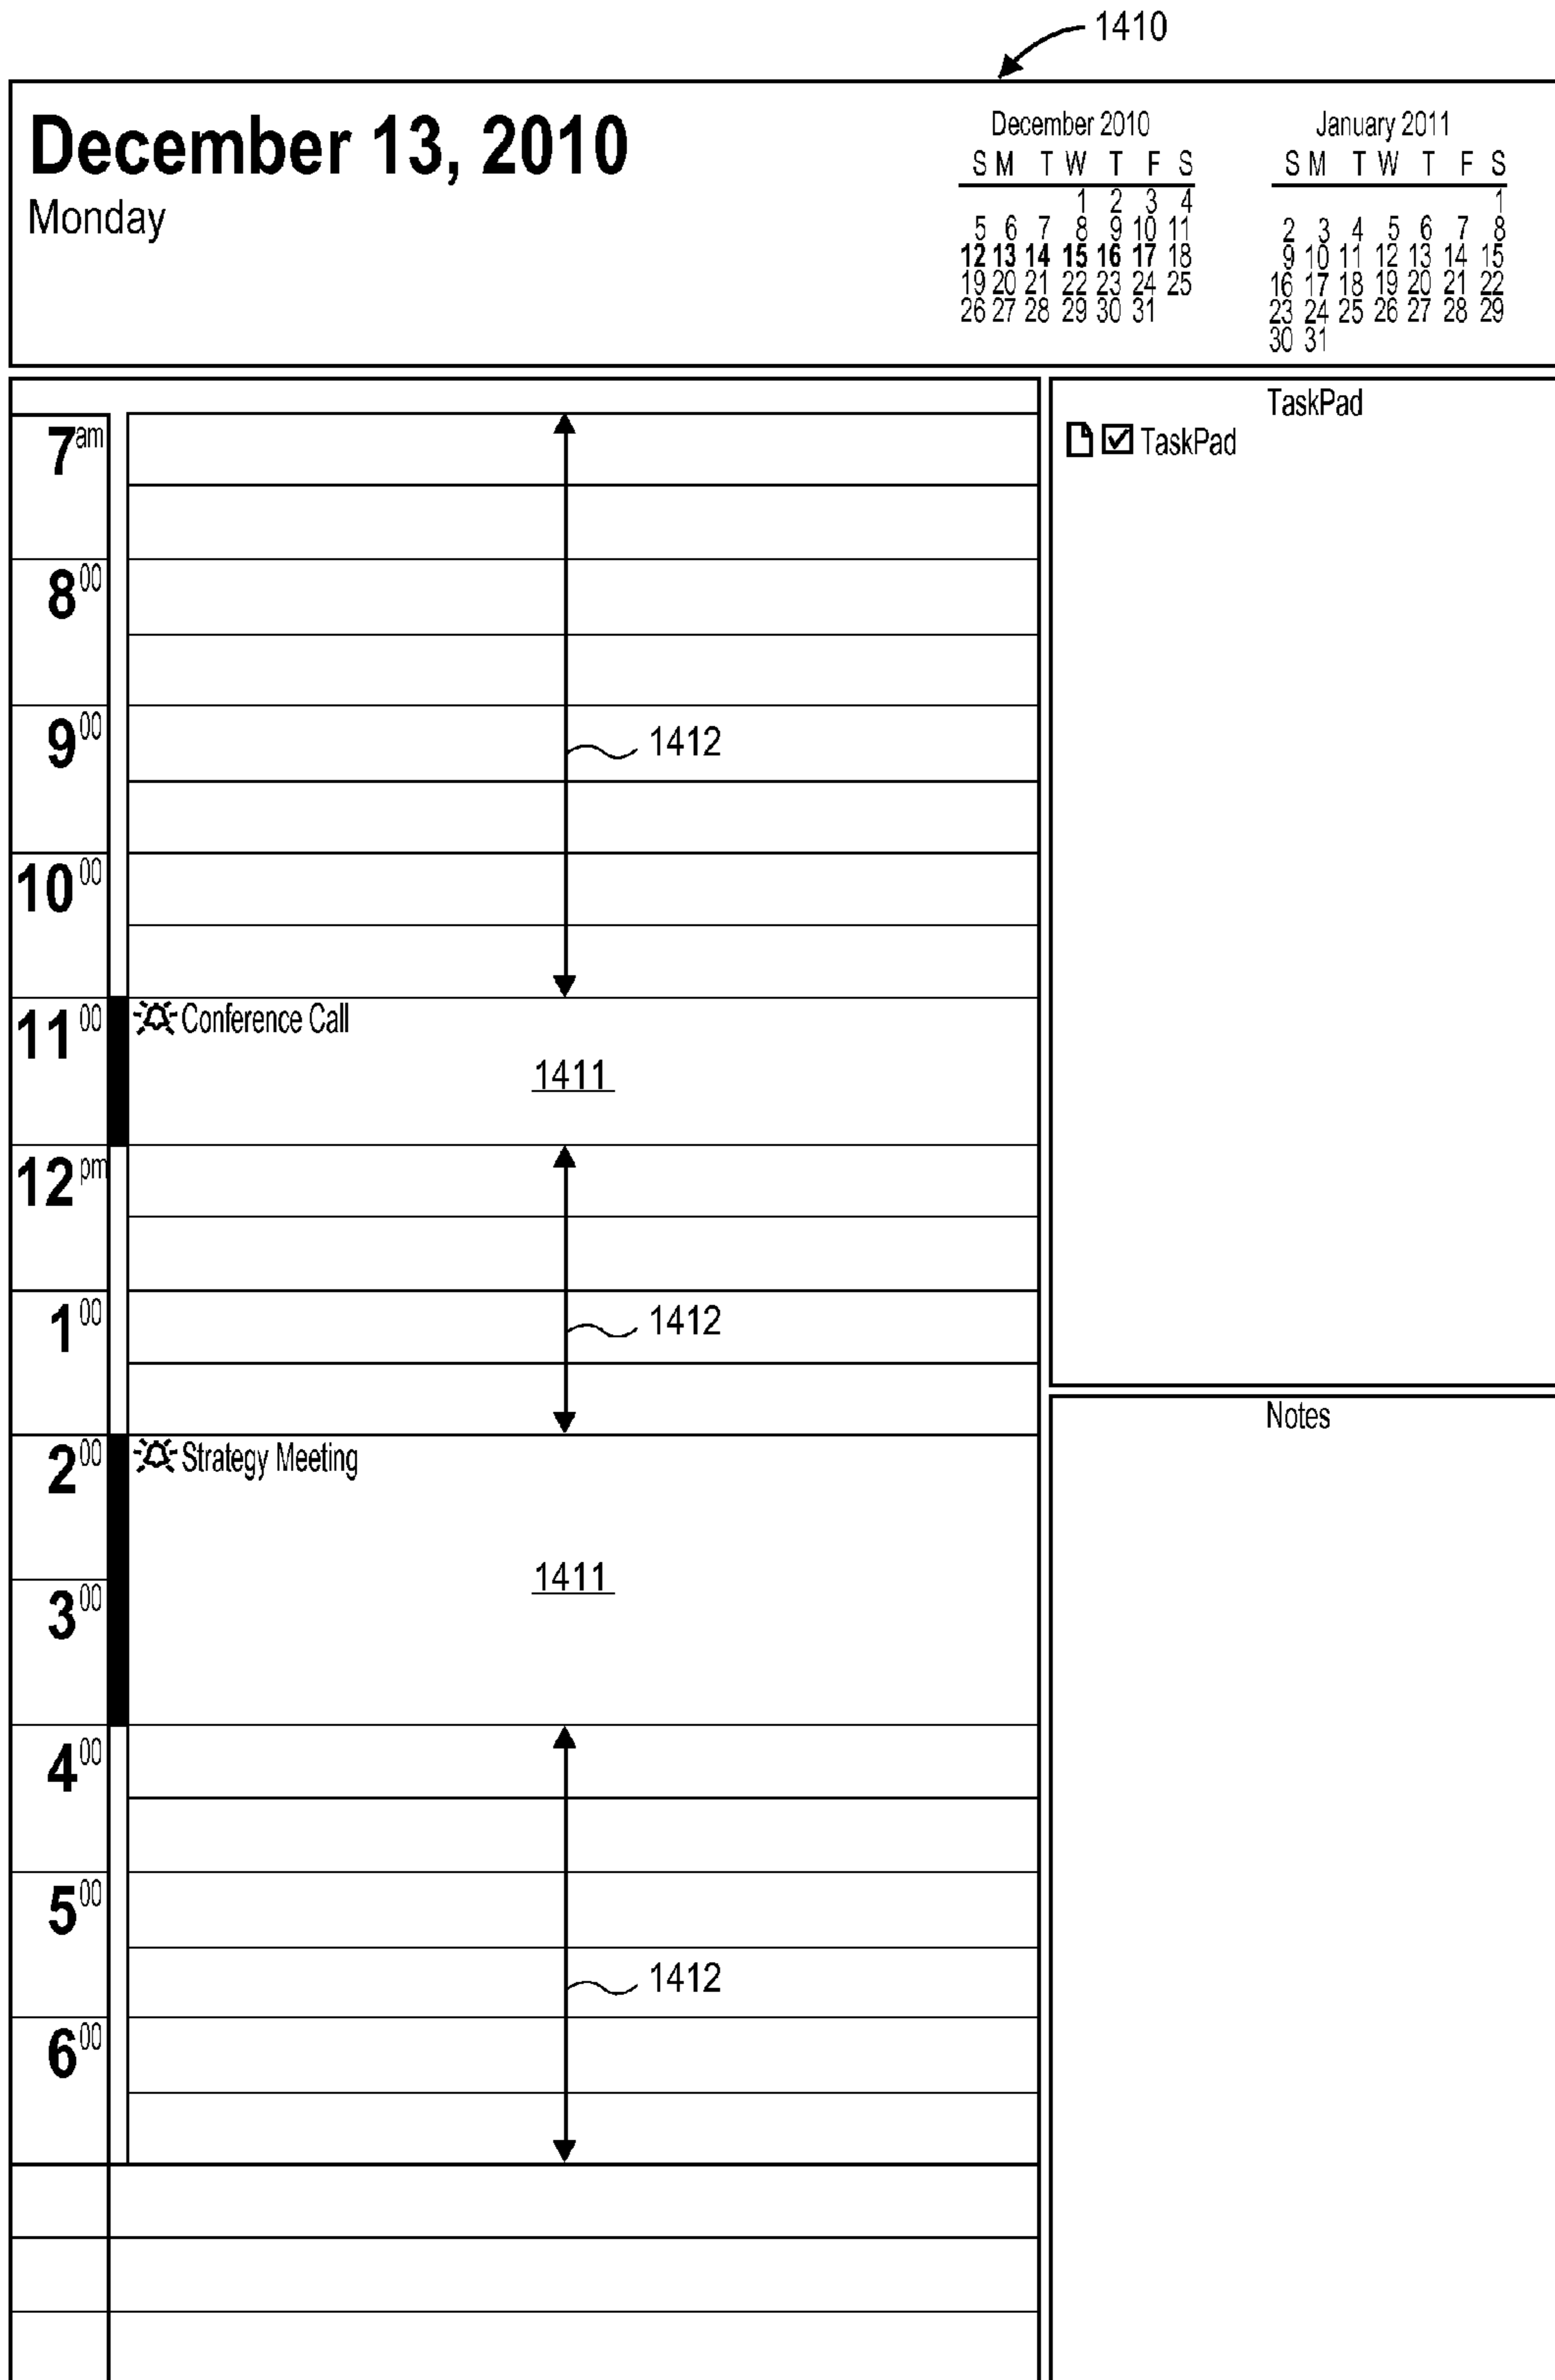 1410
December 13, 2010
Monday
December 2010
S M T W T F S
1 2 3 4
5 6 7 8 9 10 11
12 13 14 15 16 17 18
19 20 21 22 23 24 25
26 27 28 29 30 31
January 2011
S M T W T F S
1
2 3 4 5 6 7 8
9 10 11 12 13 14 15
16 17 18 19 20 21 22
23 24 25 26 27 28 29
30 31
7 am
8 00
9 00
1412
10 00
11 00
Conference Call
1411
12 pm
1 00
1412
2 00
Strategy Meeting
1411
3 00
4 00
5 00
1412
6 00
TaskPad
TaskPad
Notes